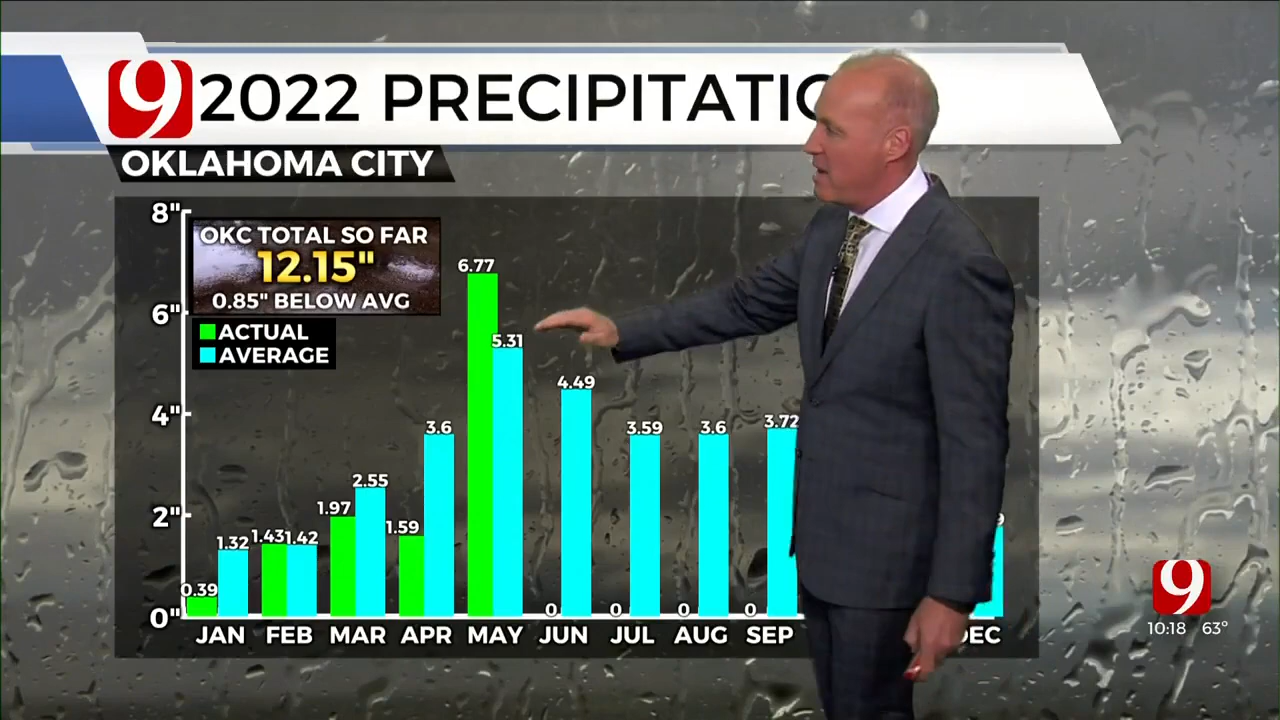 9 2022 PRECIPITATIO
OKLAHOMA CITY
8"
OKC TOTAL SO FAR
12.15"
0.85" BELOW AVG
6"
ACTUAL
AVERAGE
4"
2"
0"
0.39 1.32
1.43 1.42
1.97 2.55
1.59 3.6
6.77 5.31
0 4.49
0 3.59
0 3.6
0 3.72
9
JAN FEB MAR APR MAY JUN JUL AUG SEP DEC
9
10:18 63°